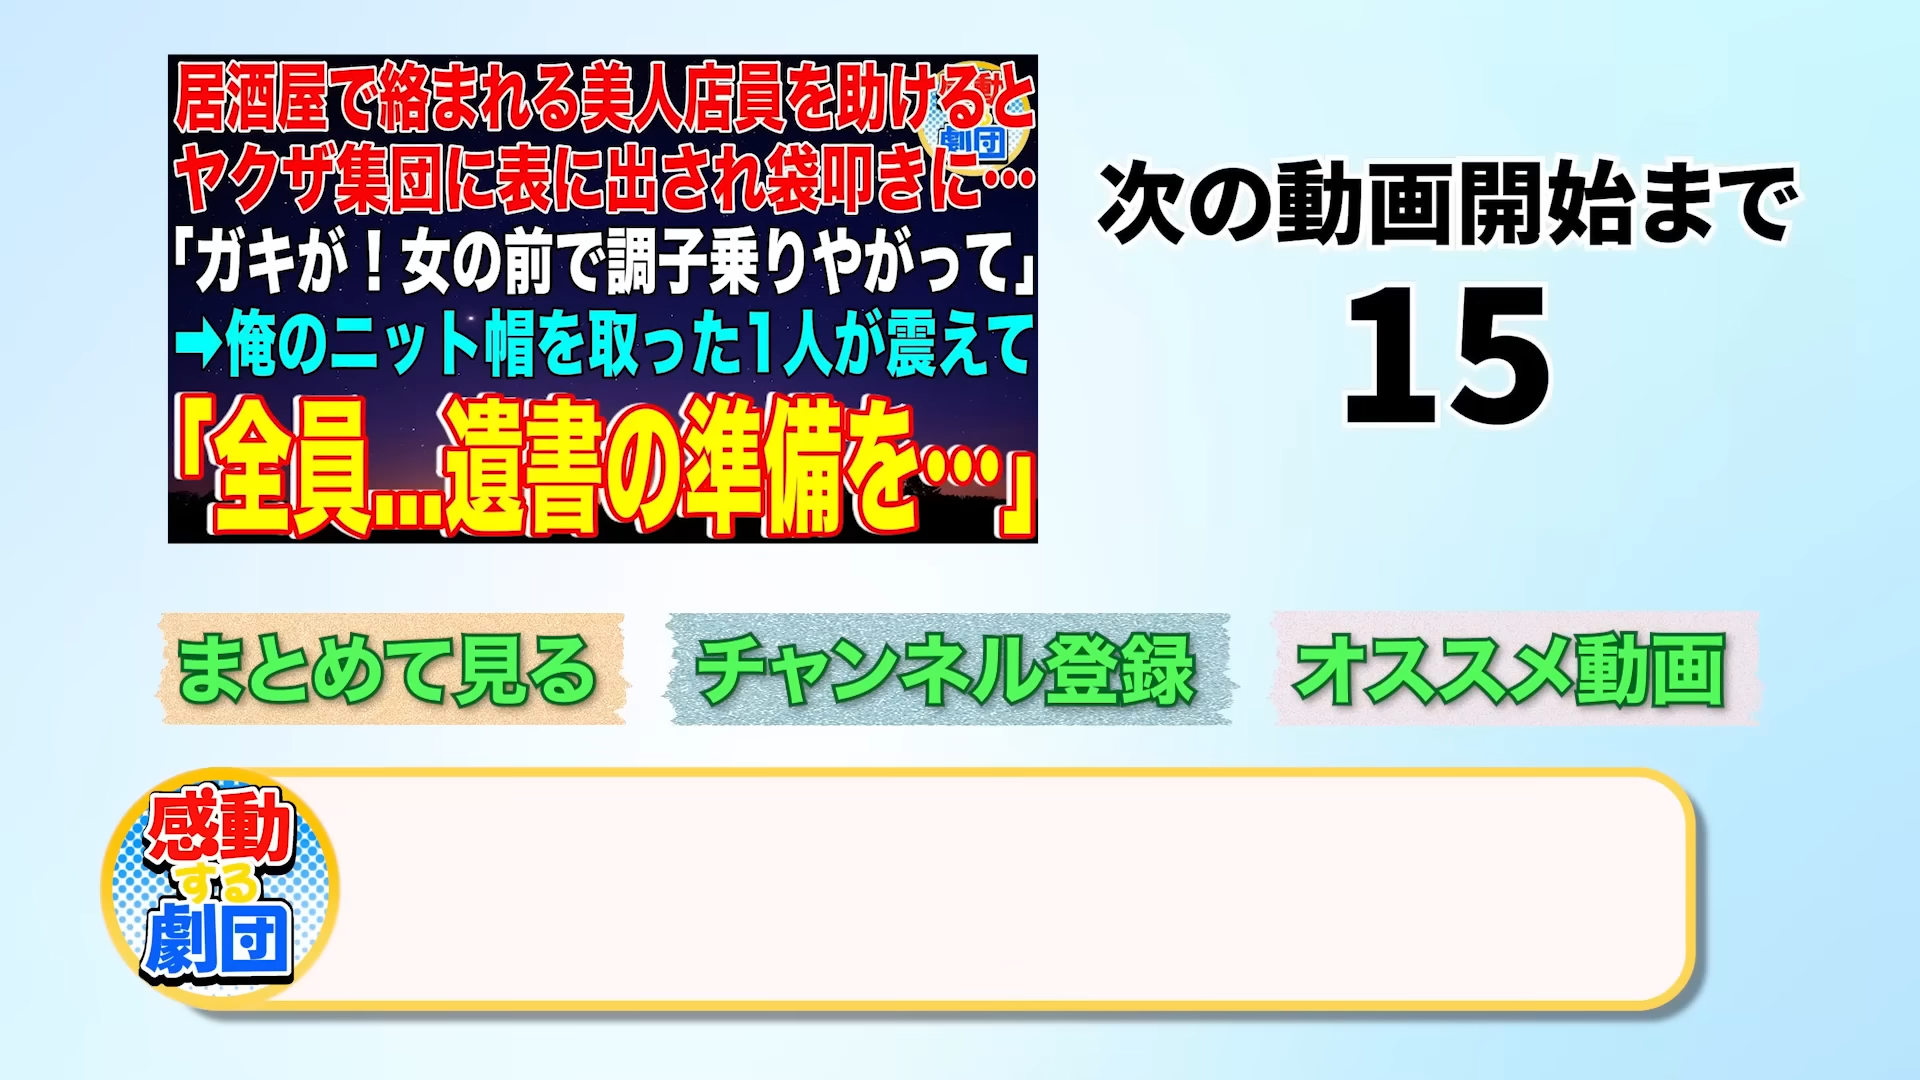 居酒屋で絡まれる美人店員を助けると
ヤクザ集団に表に出され袋叩きに…
「ガキが！女の前で調子乗りやがって」
➡俺のニット帽を取った1人が震えて
「全員...遺書の準備を…」
次の動画開始まで
15
まとめて見る
チャンネル登録
オススメ動画
感動
する
劇団